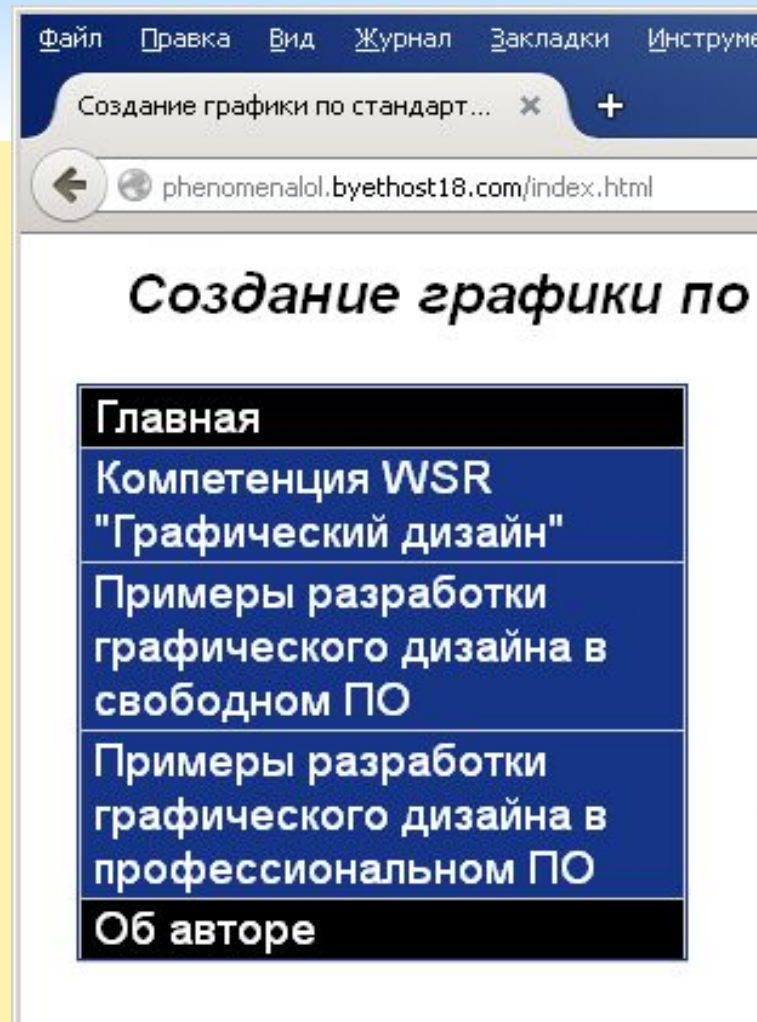 Файл Правка Вид Журнал Закладки Инструме
Создание графики по стандарт...
phenomenalol.byethost18.com/index.html
Создание графики по
Главная
Компетенция WSR
"Графический дизайн"
Примеры разработки
графического дизайна в
свободном ПО
Примеры разработки
графического дизайна в
профессиональном ПО
Об авторе